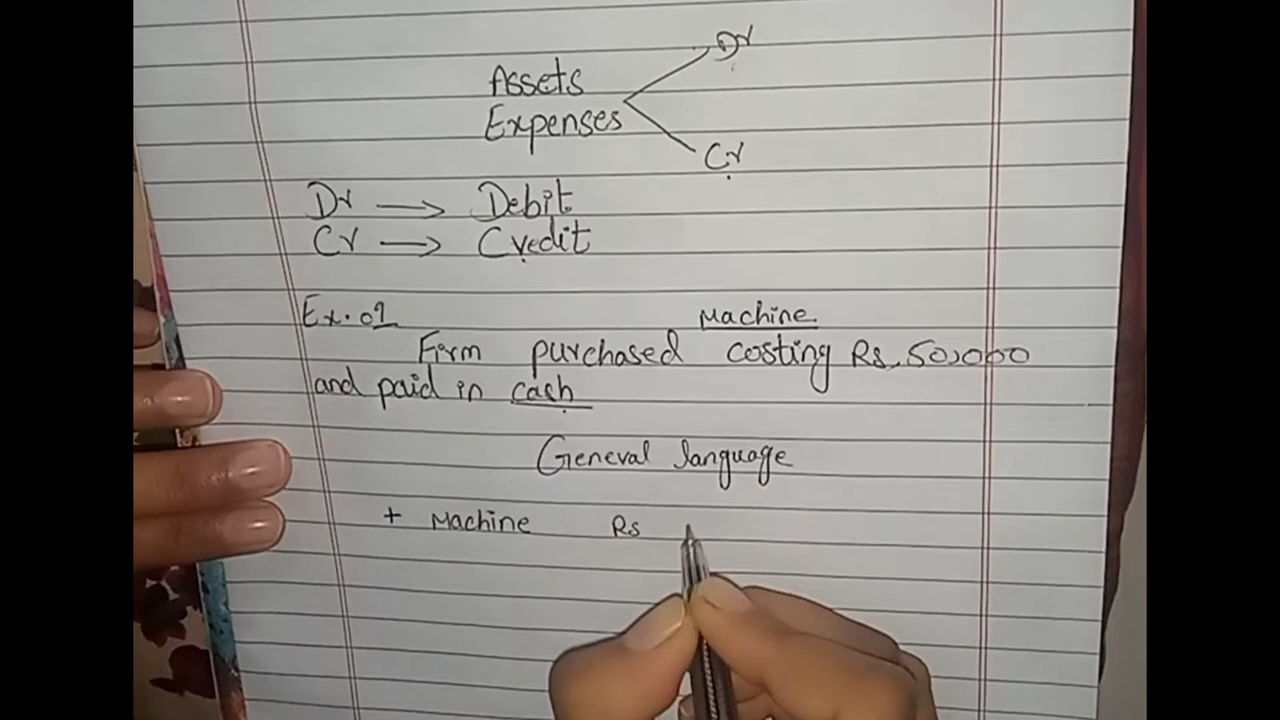 Dr
Assets
Expenses
Cr
Dr → Debit
Cr → Credit
Ex. 01
Machine
Firm purchased costing Rs. 50,000
and paid in cash
General language
+ Machine Rs